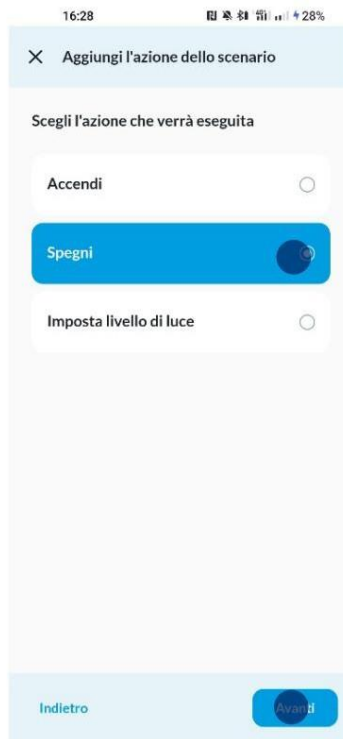 16:28
28%
Aggiungi l'azione dello scenario
Scegli l'azione che verrà eseguita
Accendi
Spegni
Imposta livello di luce
Indietro
Avanti